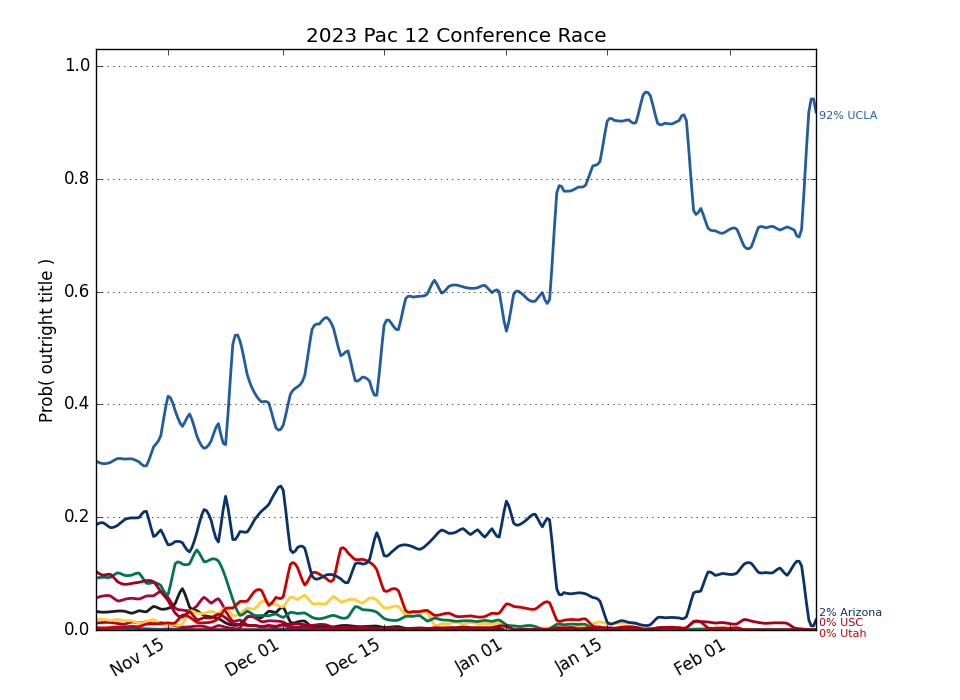 2023 Pac 12 Conference Race
1.0
0.8
0.6
0.4
0.2
0.0
Prob( outright title )
92% UCLA
2% Arizona
0% USC
0% Utah
Nov 15
Dec 01
Dec 15
Jan 01
Jan 15
Feb 01